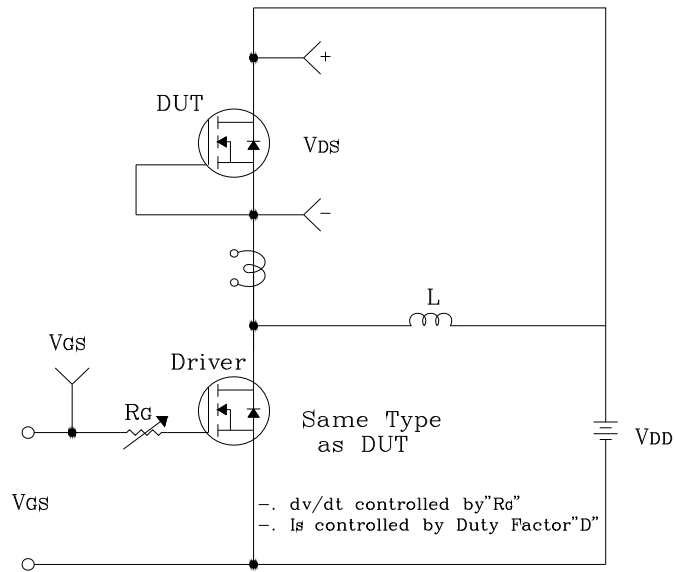 +
DUT
VDS
−
L
VGS
Driver
RG
Same Type
as DUT
VDD
VGS
−. dv/dt controlled by"RG"
−. Is controlled by Duty Factor"D"